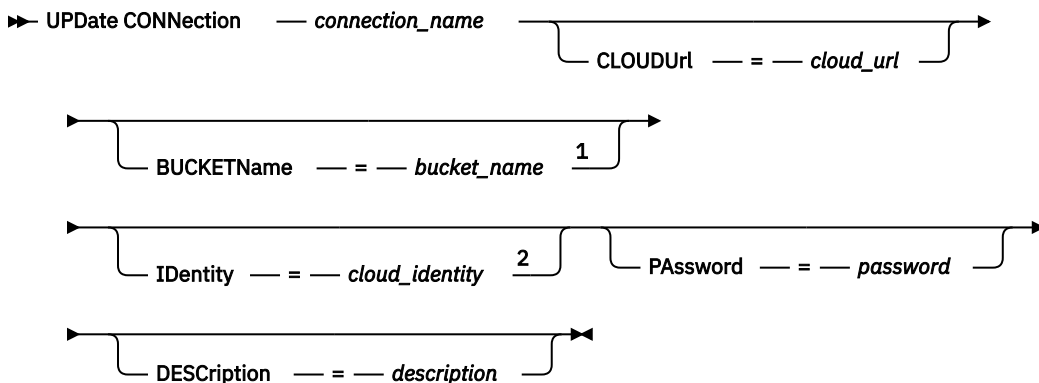 UPDate CONNection connection_name
CLOUDUrl = cloud_url
BUCKETName = bucket_name 1
IDentity = cloud_identity 2 PAssword = password
DESCription = description